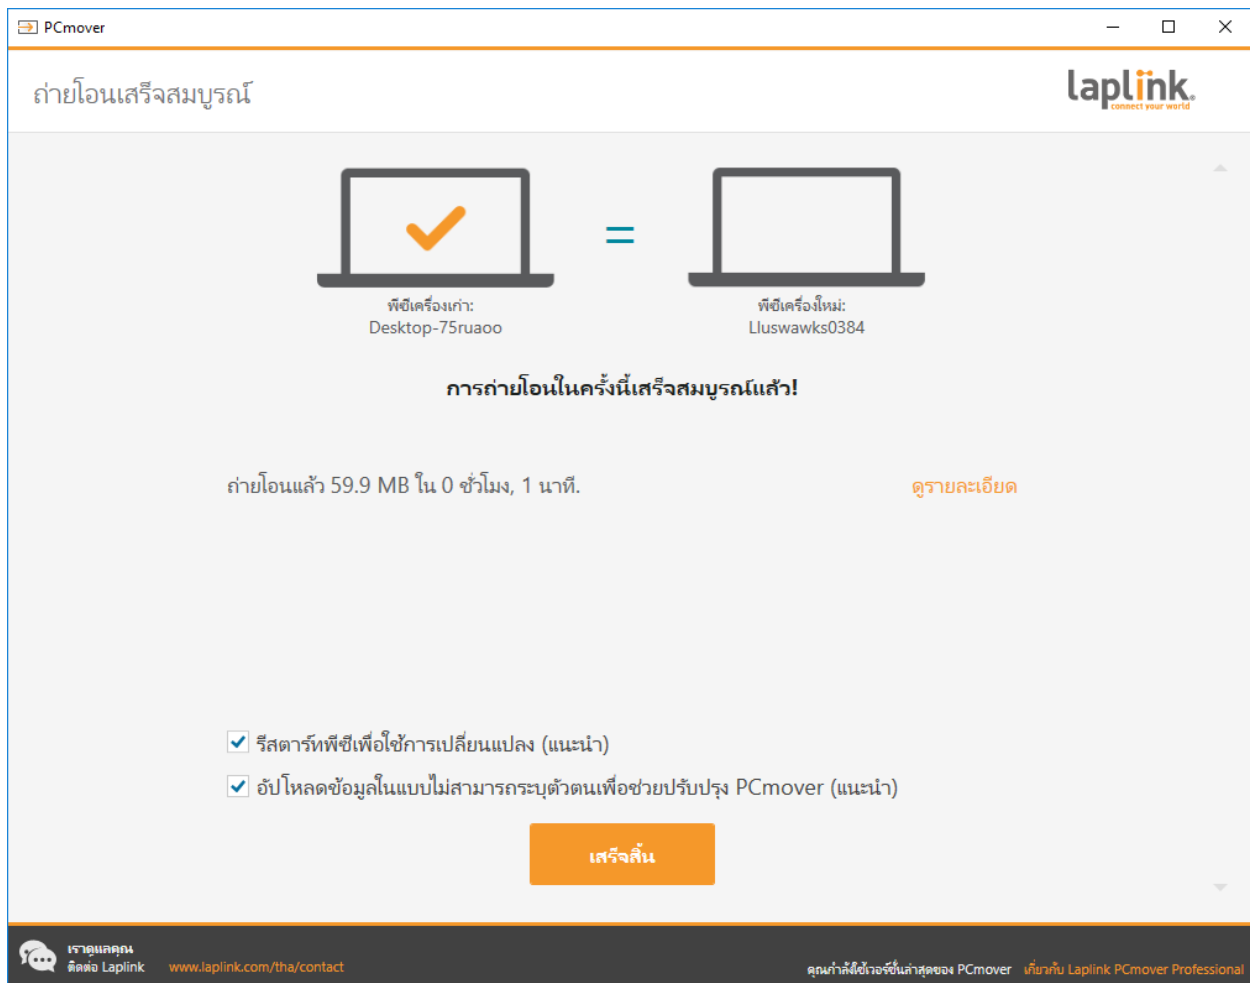 PCmover
ถ่ายโอนเสร็จสมบูรณ์
laplink.
connect your world
พีซีเครื่องเก่า:
Desktop-75ruaoo
พีซีเครื่องใหม่:
Lluswawks0384
การถ่ายโอนในครั้งนี้เสร็จสมบูรณ์แล้ว!
ถ่ายโอนแล้ว 59.9 MB ใน 0 ชั่วโมง, 1 นาที.
ดูรายละเอียด
รีสตาร์ทพีซีเพื่อใช้การเปลี่ยนแปลง (แนะนำ)
อัปโหลดข้อมูลในแบบไม่สามารถระบุตัวตนเพื่อช่วยปรับปรุง PCmover (แนะนำ)
เสร็จสิ้น
เราดูแลคุณ
ติดต่อ Laplink www.laplink.com/tha/contact
คุณกำลังใช้เวอร์ชั่นล่าสุดของ PCmover เกี่ยวกับ Laplink PCmover Professional